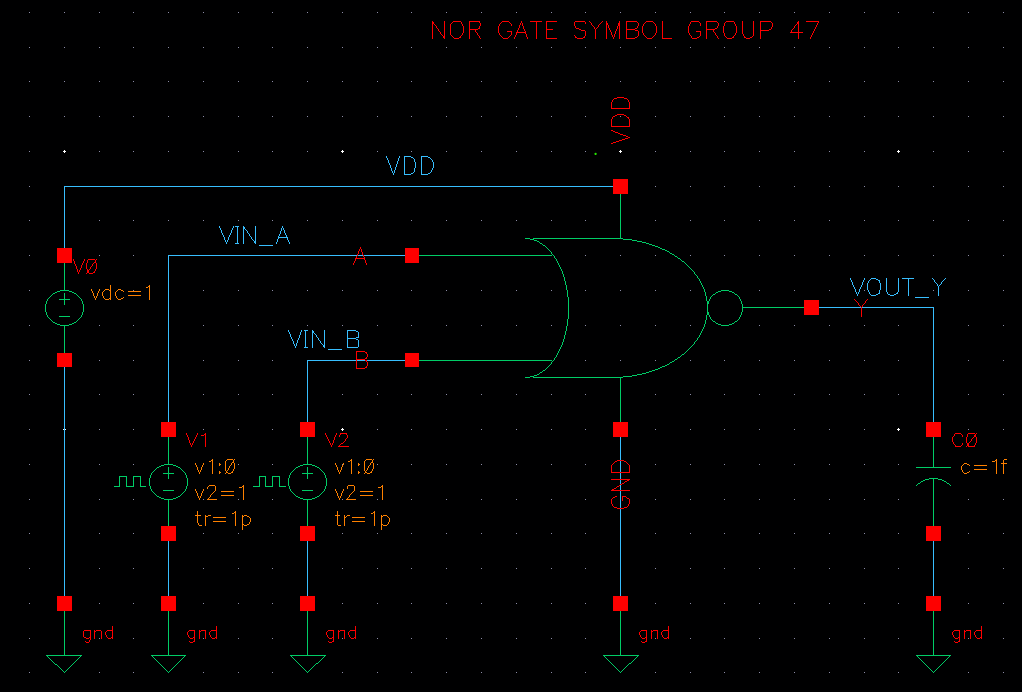 NOR GATE SYMBOL GROUP 47
VDD
VDD
VIN_A
A
V0
vdc=1
VOUT_Y
Y
VIN_B
B
V1
v1:0
v2=1
tr=1p
V2
v1:0
v2=1
tr=1p
GND
C0
c=1f
gnd
gnd
gnd
gnd
gnd